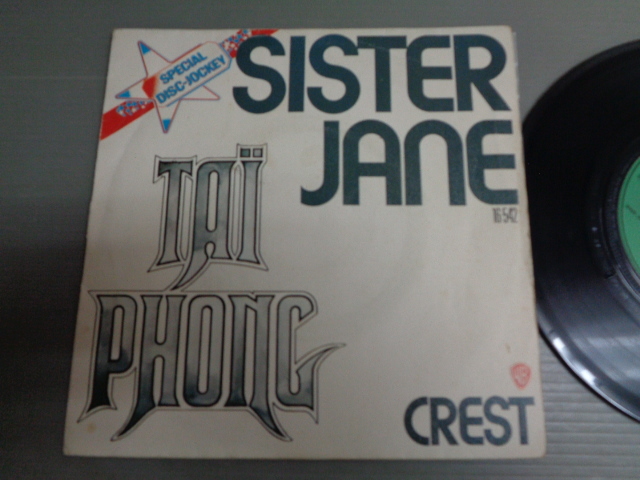 SPECIAL
DISC-JOCKEY
SISTER
JANE
16 542
TAÏ
PHONG
CREST